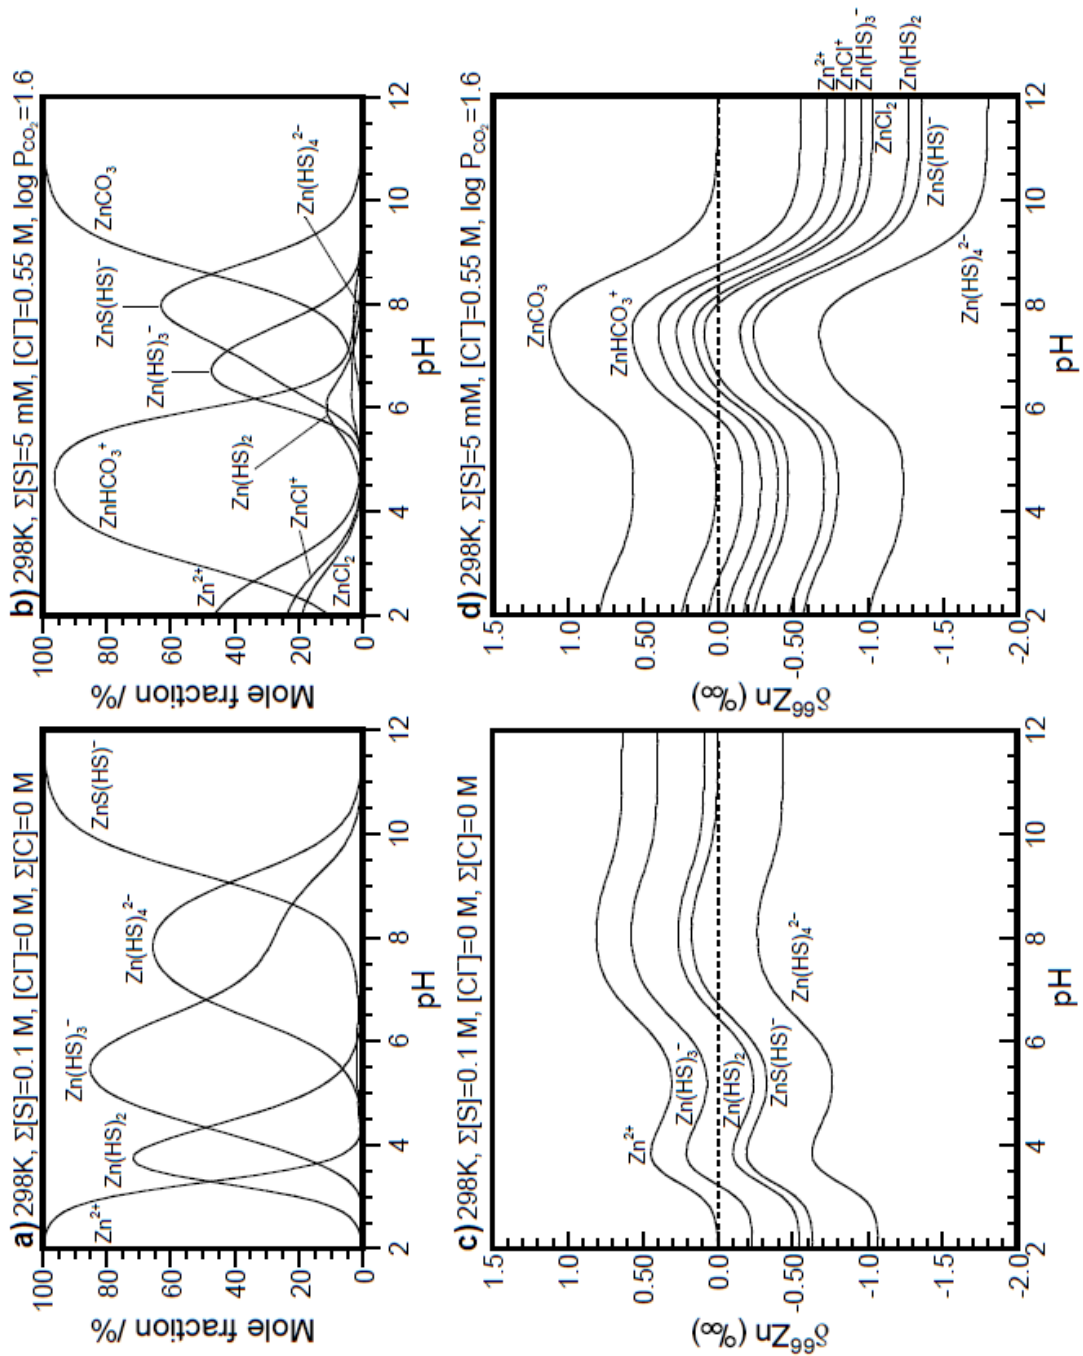 a) 298K, Σ[S]=0.1 M, [Cl⁻]=0 M, Σ[C]=0 M
Mole fraction /%
100
80
60
40
20
0
Zn²⁺
Zn(HS)₂
Zn(HS)₃⁻
Zn(HS)₄²⁻
ZnS(HS)⁻
2
4
6
8
10
12
pH
b) 298K, Σ[S]=5 mM, [Cl⁻]=0.55 M, log P_CO₂=1.6
Mole fraction /%
100
80
60
40
20
0
Zn²⁺
ZnCl₂
ZnCl⁺
ZnHCO₃⁺
Zn(HS)₂
Zn(HS)₃⁻
ZnS(HS)⁻
ZnCO₃
Zn(HS)₄²⁻
2
4
6
8
10
12
pH
c) 298K, Σ[S]=0.1 M, [Cl⁻]=0 M, Σ[C]=0 M
δ⁶⁶Zn (‰)
1.5
1.0
0.50
0.0
-0.50
-1.0
-1.5
-2.0
Zn²⁺
Zn(HS)₃⁻
Zn(HS)₂
ZnS(HS)⁻
Zn(HS)₄²⁻
2
4
6
8
10
12
pH
d) 298K, Σ[S]=5 mM, [Cl⁻]=0.55 M, log P_CO₂=1.6
δ⁶⁶Zn (‰)
1.5
1.0
0.50
0.0
-0.50
-1.0
-1.5
-2.0
ZnCO₃
ZnHCO₃⁺
Zn²⁺
ZnCl⁺
Zn(HS)₃⁻
ZnCl₂
Zn(HS)₂
ZnS(HS)⁻
Zn(HS)₄²⁻
2
4
6
8
10
12
pH